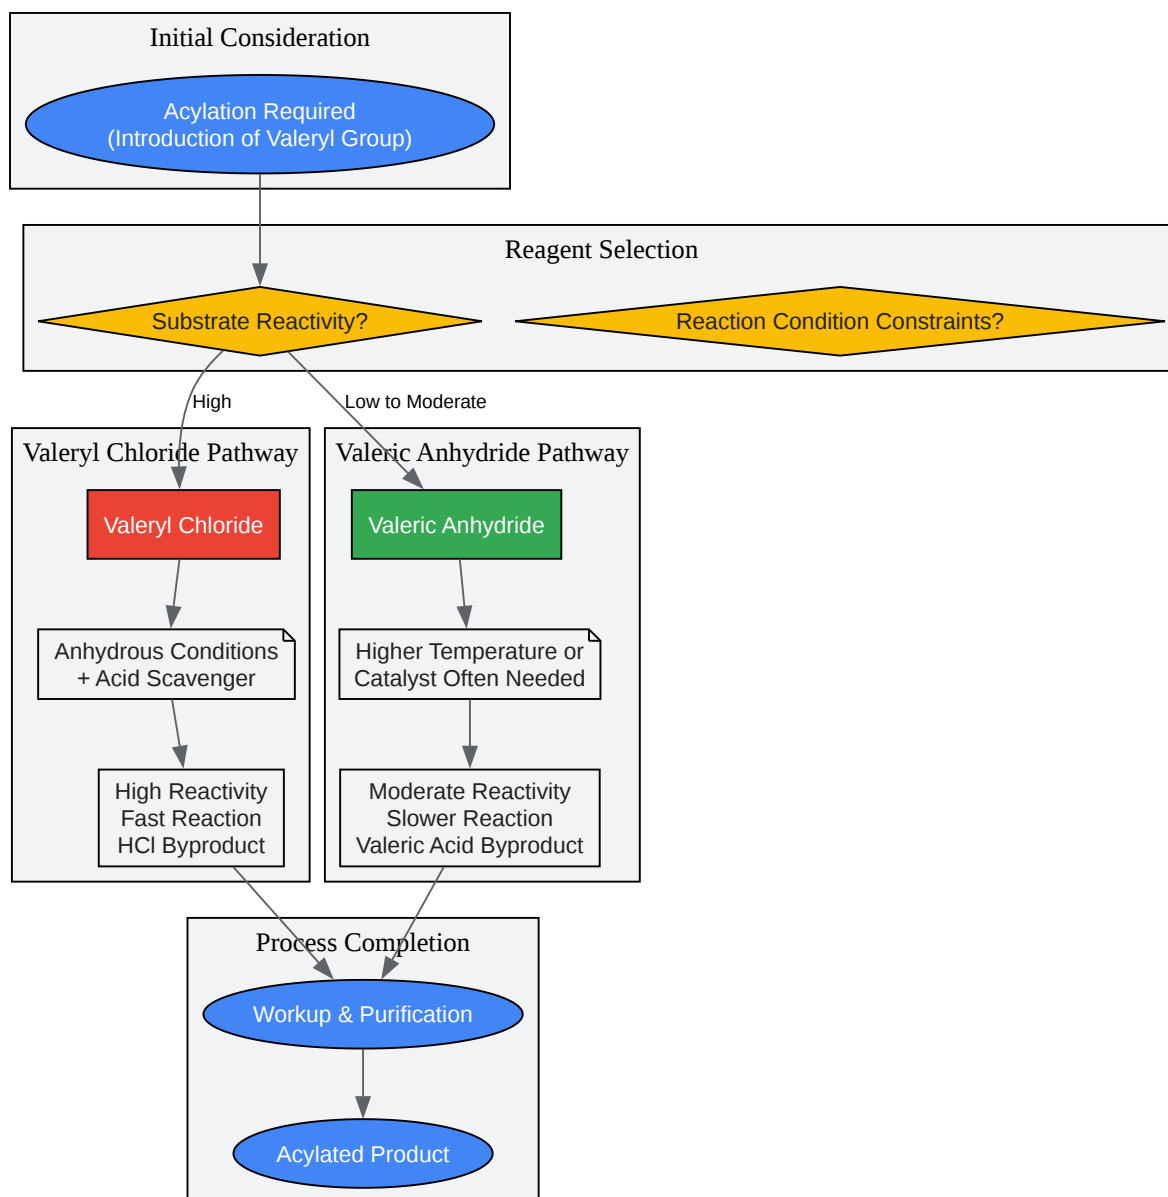 Initial Consideration
Acylation Required
(Introduction of Valeryl Group)
Reagent Selection
Substrate Reactivity?
Reaction Condition Constraints?
High
Low to Moderate
Valeryl Chloride Pathway
Valeric Anhydride Pathway
Valeryl Chloride
Valeric Anhydride
Anhydrous Conditions
+ Acid Scavenger
Higher Temperature or
Catalyst Often Needed
High Reactivity
Fast Reaction
HCl Byproduct
Moderate Reactivity
Slower Reaction
Valeric Acid Byproduct
Process Completion
Workup & Purification
Acylated Product